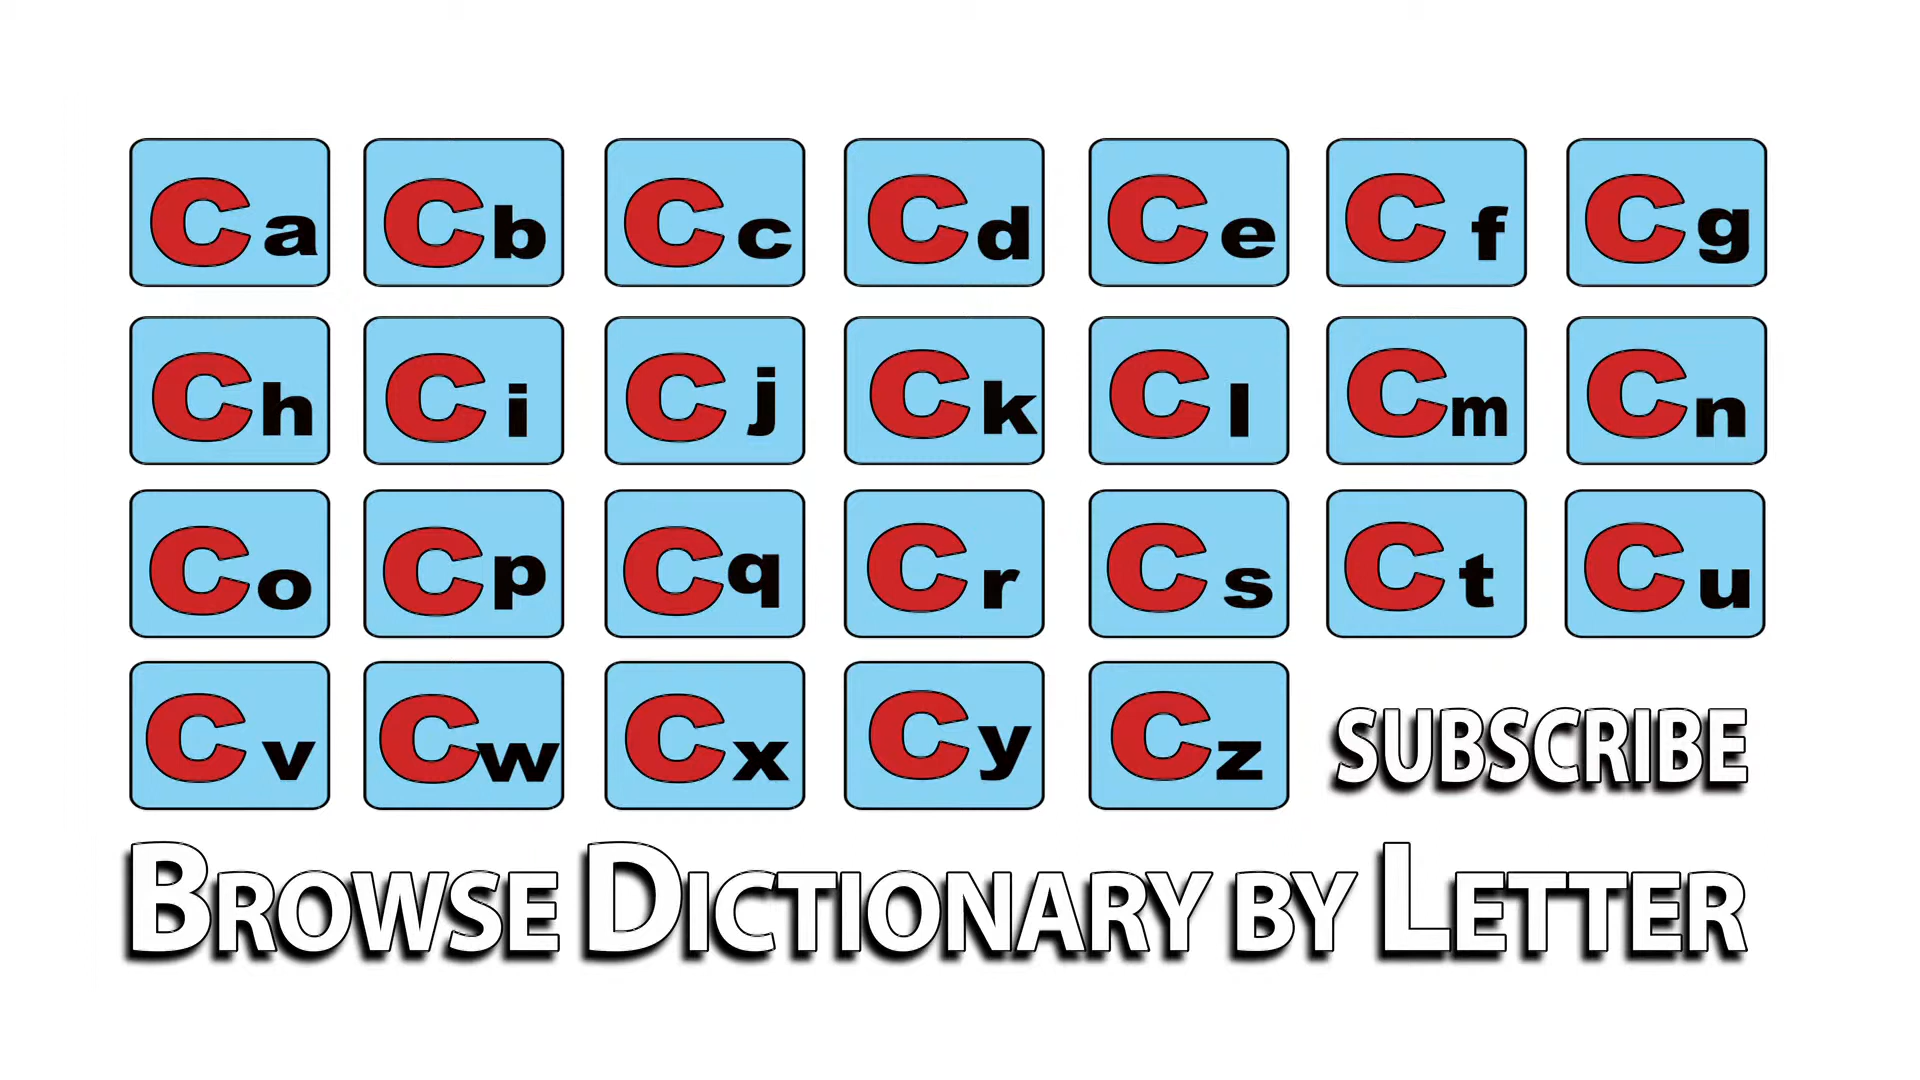 Ca Cb Cc Cd Ce Cf Cg
Ch Ci Cj Ck Cl Cm Cn
Co Cp Cq Cr Cs Ct Cu
Cv Cw Cx Cy Cz SUBSCRIBE
BROWSE DICTIONARY BY LETTER